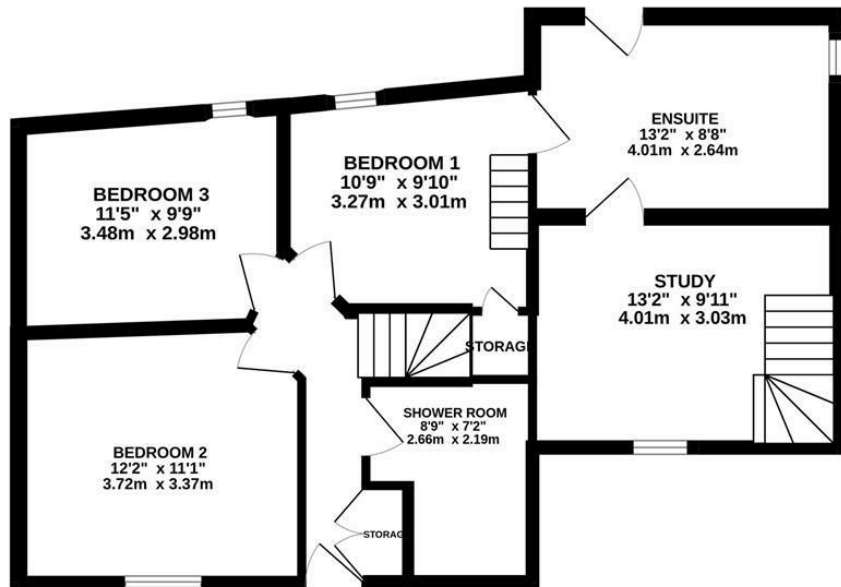 ENSUITE
13'2" x 8'8"
4.01m x 2.64m
BEDROOM 1
10'9" x 9'10"
3.27m x 3.01m
BEDROOM 3
11'5" x 9'9"
3.48m x 2.98m
STUDY
13'2" x 9'11"
4.01m x 3.03m
STORAGE
SHOWER ROOM
8'9" x 7'2"
2.66m x 2.19m
BEDROOM 2
12'2" x 11'1"
3.72m x 3.37m
STORAGE